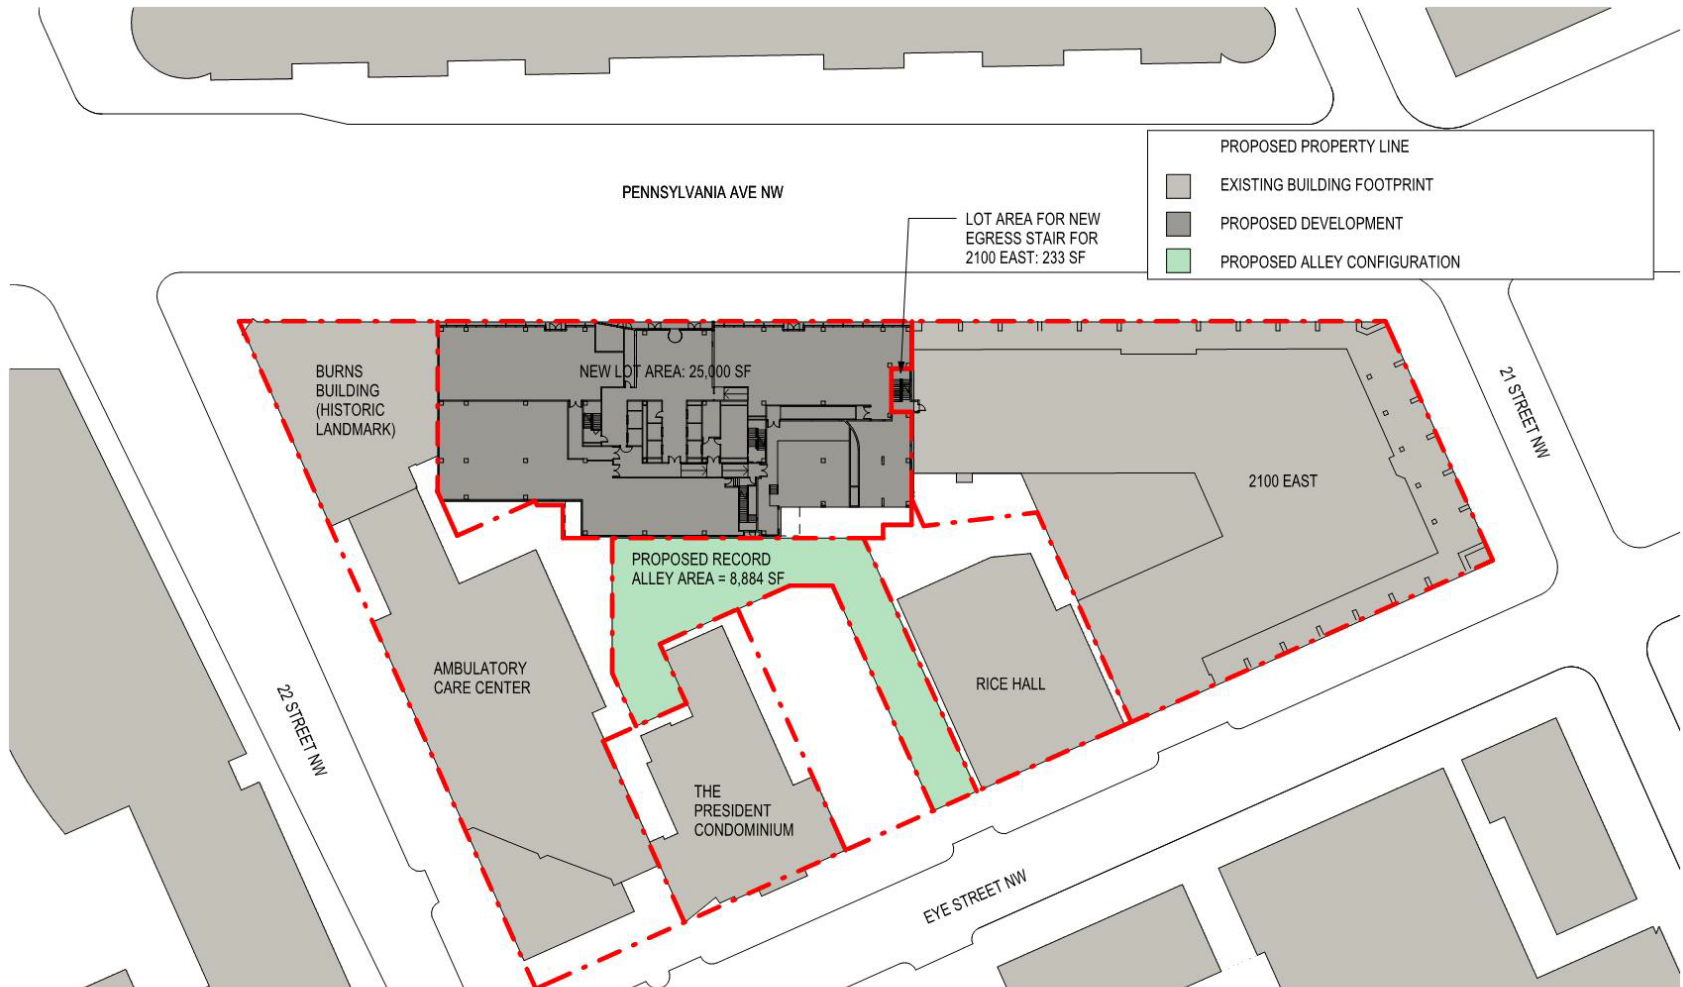 PENNSYLVANIA AVE NW
PROPOSED PROPERTY LINE
EXISTING BUILDING FOOTPRINT
PROPOSED DEVELOPMENT
PROPOSED ALLEY CONFIGURATION
LOT AREA FOR NEW
EGRESS STAIR FOR
2100 EAST: 233 SF
BURNS
BUILDING
(HISTORIC
LANDMARK)
NEW LOT AREA: 25,000 SF
21 STREET NW
2100 EAST
PROPOSED RECORD
ALLEY AREA = 8,884 SF
AMBULATORY
CARE CENTER
RICE HALL
22 STREET NW
THE
PRESIDENT
CONDOMINIUM
EYE STREET NW